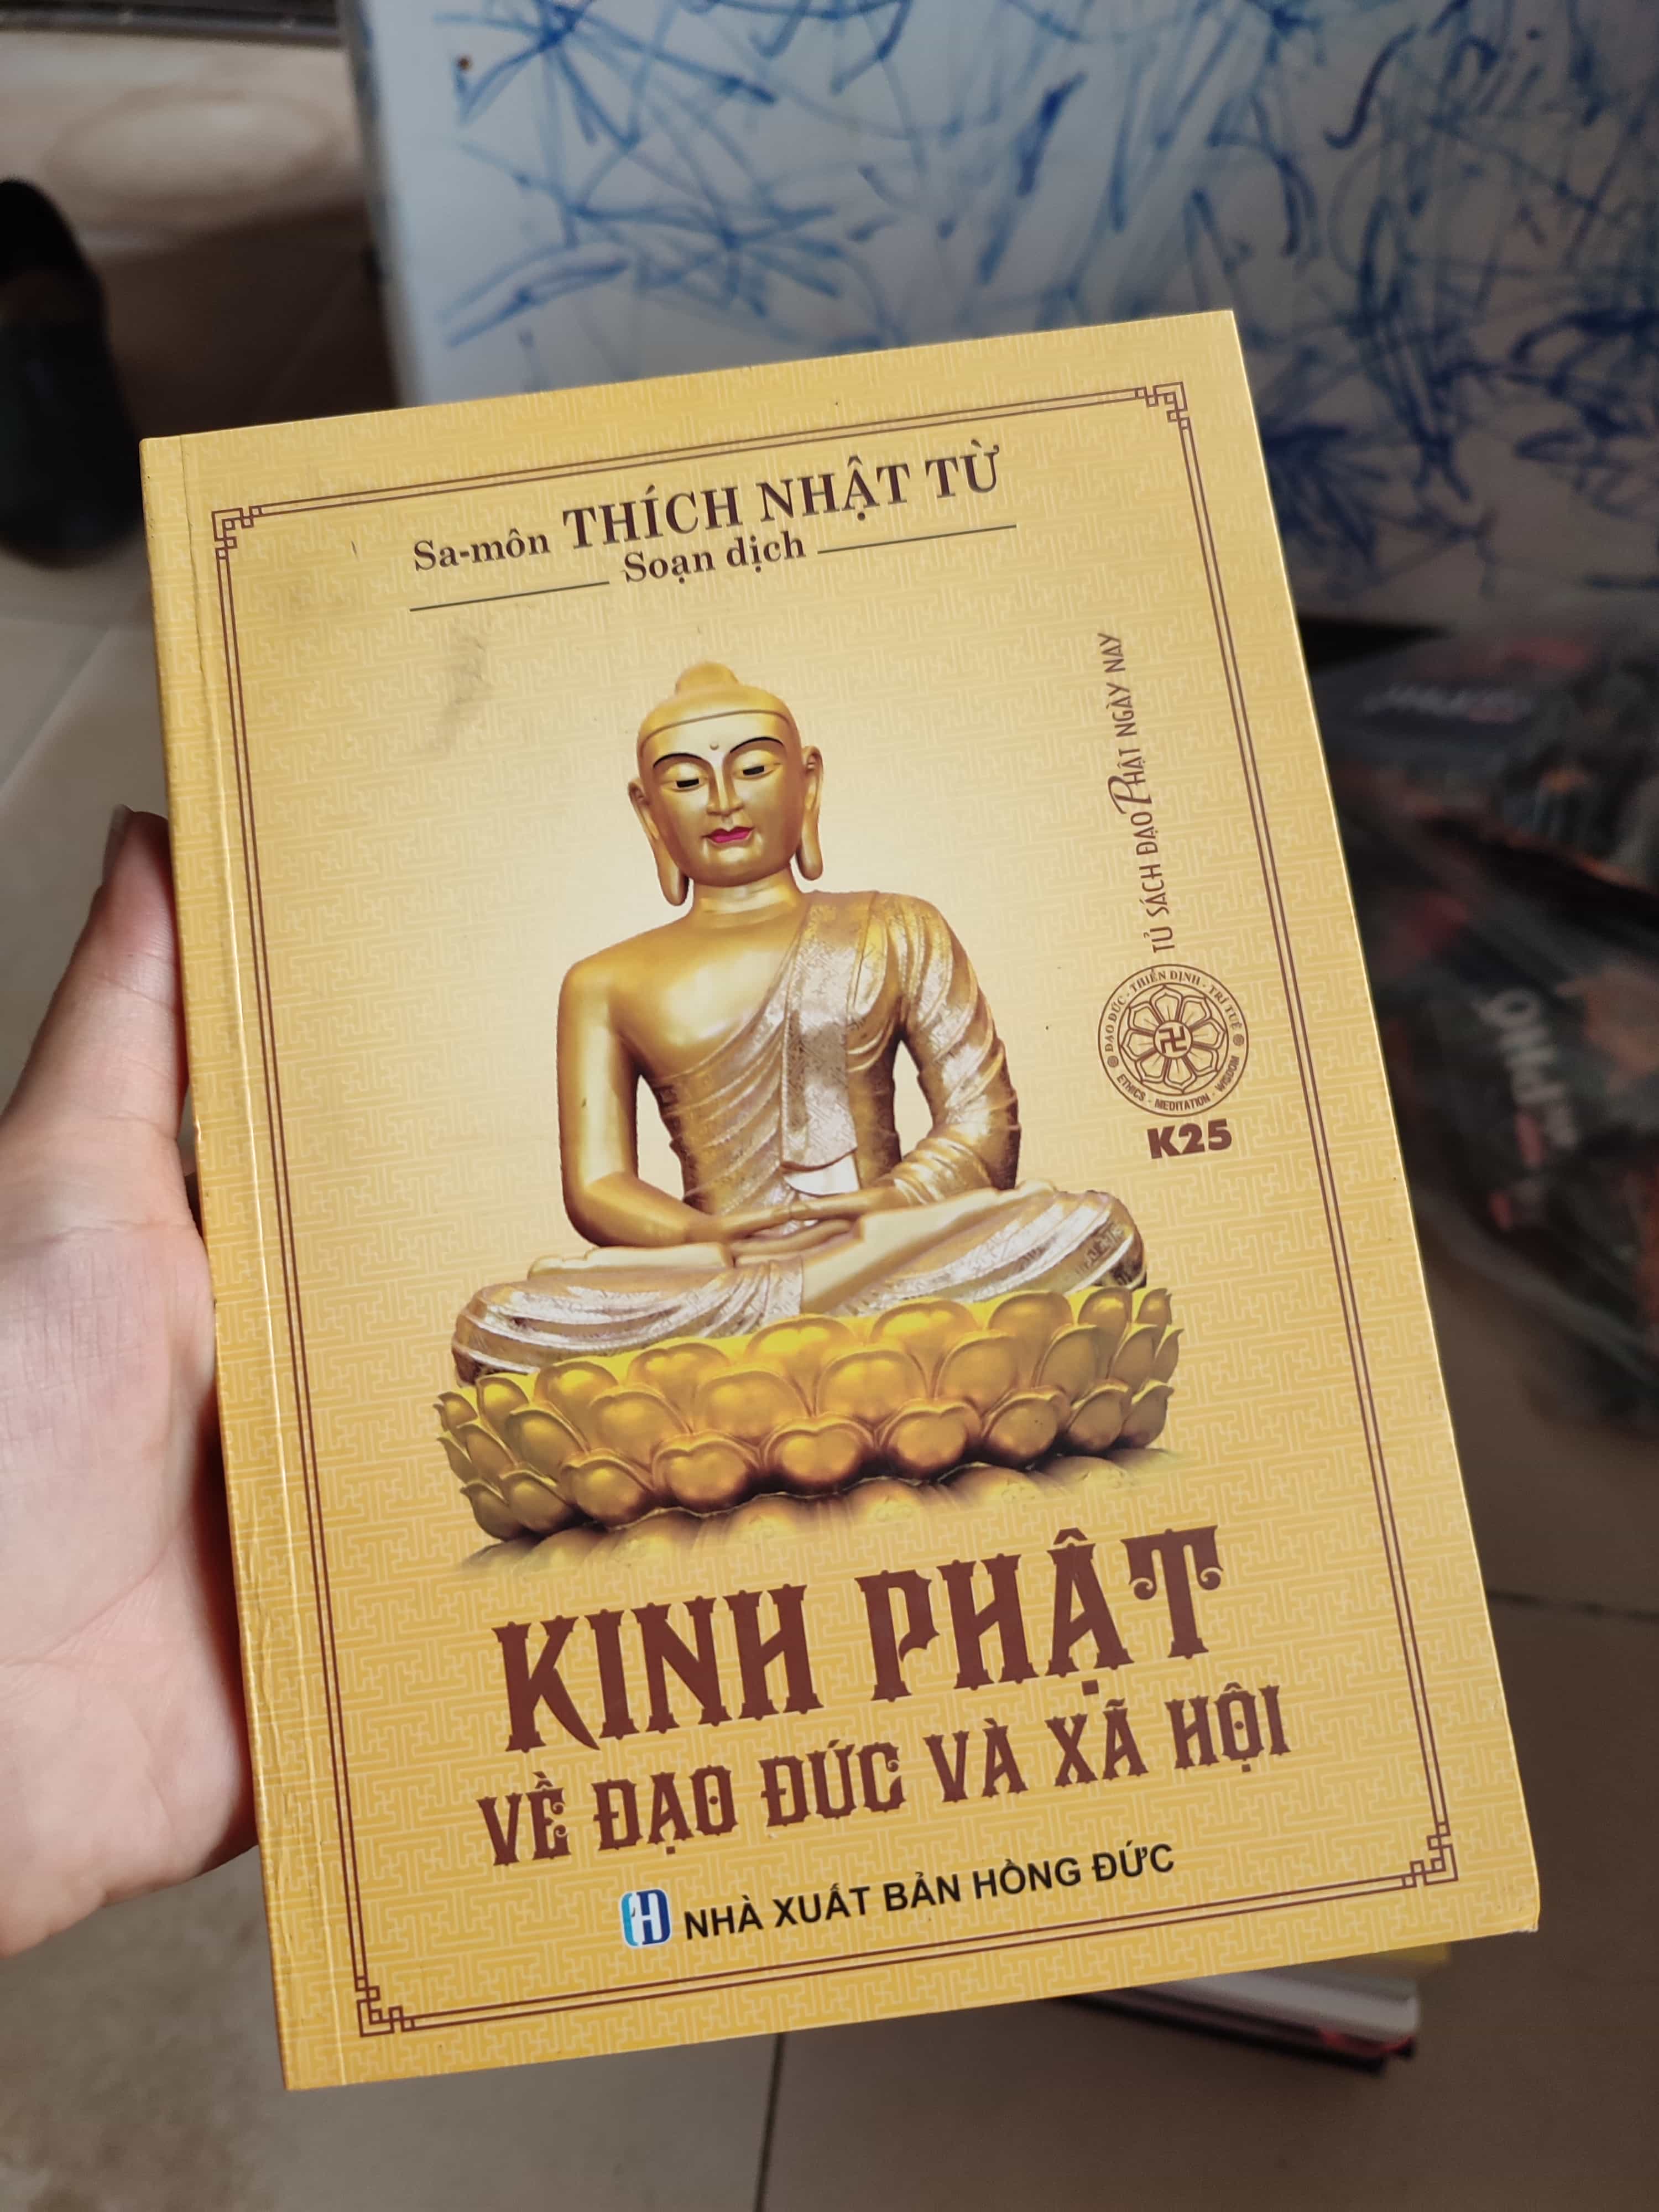 Sa-môn THÍCH NHẬT TỪ
Soạn dịch
TỦ SÁCH ĐẠO PHẬT NGÀY NAY
ĐẠO ĐỨC - THIỀN ĐỊNH - TRÍ TUỆ
ETHICS - MEDITATION - WISDOM
K25
KINH PHẬT
VỀ ĐẠO ĐỨC VÀ XÃ HỘI
HD NHÀ XUẤT BẢN HỒNG ĐỨC